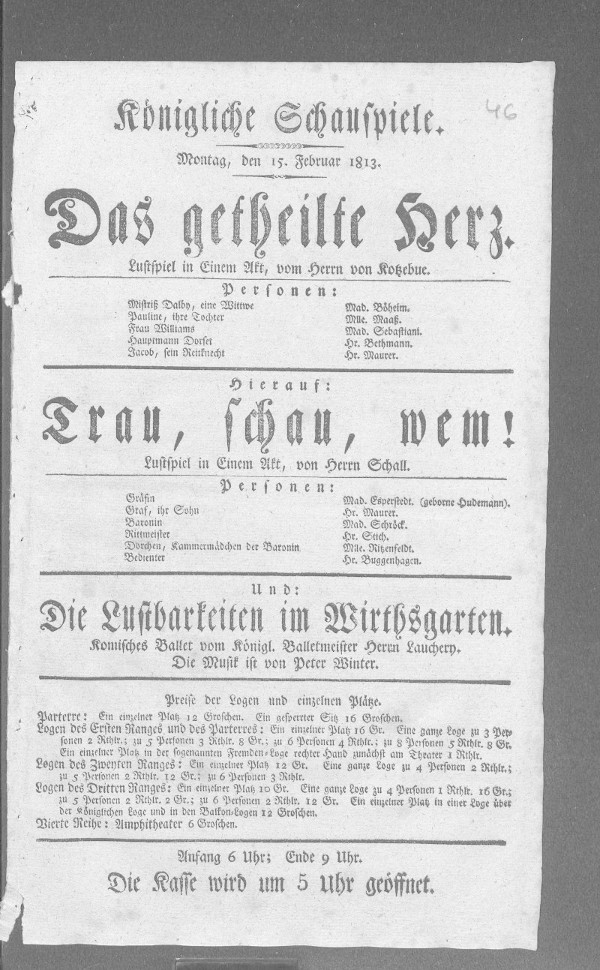 46
Königliche Schauspiele.
Montag, den 15. Februar 1813.
Das getheilte Herz.
Lustspiel in Einem Akt, vom Herrn von Kotzebue.
Personen:
Mistriß Dalby, eine Wittwe Mad. Böheim.
Pauline, ihre Tochter Mlle. Maaß.
Frau Williams Mad. Sebastiani.
Hauptmann Dorset Hr. Bethmann.
Jacob, sein Reitknecht Hr. Maurer.
Hierauf:
Trau, schau, wem!
Lustspiel in Einem Akt, von Herrn Schall.
Personen:
Gräfin Mad. Esperstedt. (geborne Hudemann).
Graf, ihr Sohn Hr. Maurer.
Baronin Mad. Schröck.
Rittmeister Hr. Stich.
Dorchen, Kammermädchen der Baronin Mlle. Ritzenfeldt.
Bedienter Hr. Buggenhagen.
Und:
Die Lustbarkeiten im Wirthsgarten.
Komisches Ballet vom Königl. Balletmeister Herrn Lauchery.
Die Musik ist von Peter Winter.
Preise der Logen und einzelnen Plätze.
Parterre: Ein einzelner Platz 12 Groschen. Ein gesperrter Sitz 16 Groschen.
Logen des Ersten Ranges und des Parterres: Ein einzelner Platz 16 Gr. Eine ganze Loge zu 3 Per-
sonen 2 Rthlr.; zu 5 Personen 3 Rthlr. 8 Gr.; zu 6 Personen 4 Rthlr.; zu 8 Personen 5 Rthlr. 8 Gr.
Ein einzelner Platz in der sogenannten Fremden-Loge rechter Hand zunächst am Theater 1 Rthlr.
Logen des Zweyten Ranges: Ein einzelner Platz 12 Gr. Eine ganze Loge zu 4 Personen 2 Rthlr.;
zu 5 Personen 2 Rthlr. 12 Gr.; zu 6 Personen 3 Rthlr.
Logen des Dritten Ranges: Ein einzelner Platz 10 Gr. Eine ganze Loge zu 4 Personen 1 Rthlr. 16 Gr.;
zu 5 Personen 2 Rthlr. 2 Gr.; zu 6 Personen 2 Rthlr. 12 Gr. Ein einzelner Platz in einer Loge über
der Königlichen Loge und in den Balkon-Logen 12 Groschen.
Vierte Reihe: Amphitheater 6 Groschen.
Anfang 6 Uhr; Ende 9 Uhr.
Die Kasse wird um 5 Uhr geöffnet.